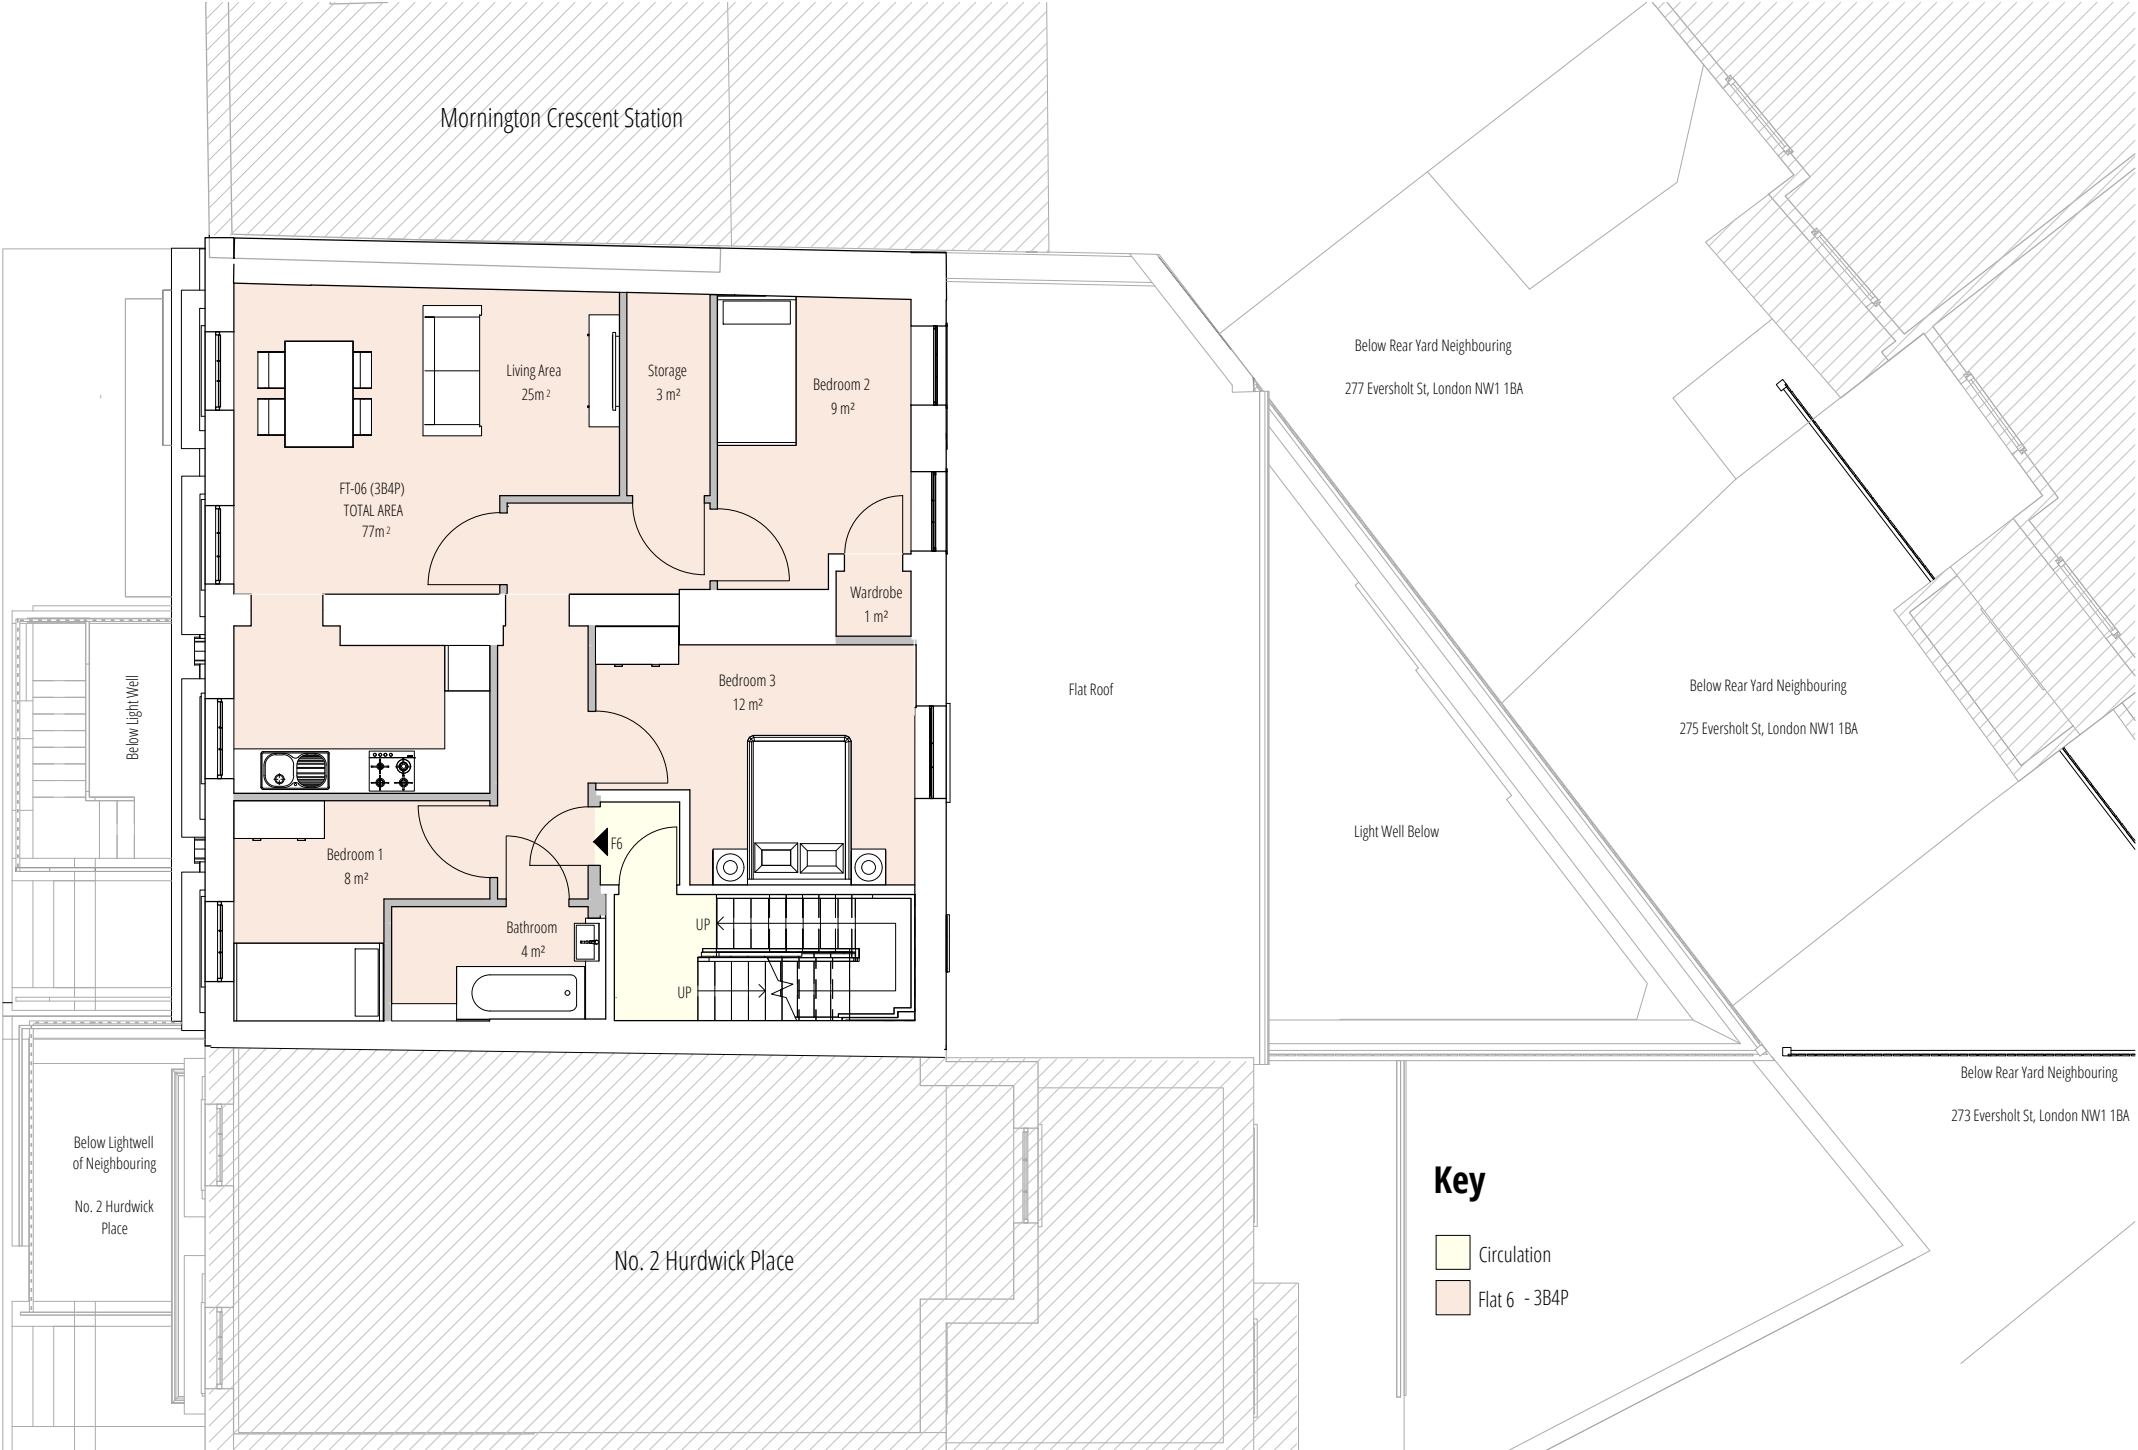 Mornington Crescent Station
Living Area
25m²
Storage
3 m²
Bedroom 2
9 m²
FT-06 (3B4P)
TOTAL AREA
77m²
Wardrobe
1 m²
Bedroom 3
12 m²
Bedroom 1
8 m²
F6
Bathroom
4 m²
UP
UP
Below Light Well
Flat Roof
Light Well Below
Below Rear Yard Neighbouring
277 Eversholt St, London NW1 1BA
Below Rear Yard Neighbouring
275 Eversholt St, London NW1 1BA
Below Rear Yard Neighbouring
273 Eversholt St, London NW1 1BA
Below Lightwell
of Neighbouring
No. 2 Hurdwick
Place
No. 2 Hurdwick Place
Key
Circulation
Flat 6 - 3B4P